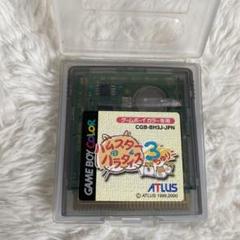 GAME BOY COLOR
ゲームボーイカラー専用
CGB-BH3J-JPN
ハムスター
パラダイス3
ATLUS
© ATLUS 1999,2000